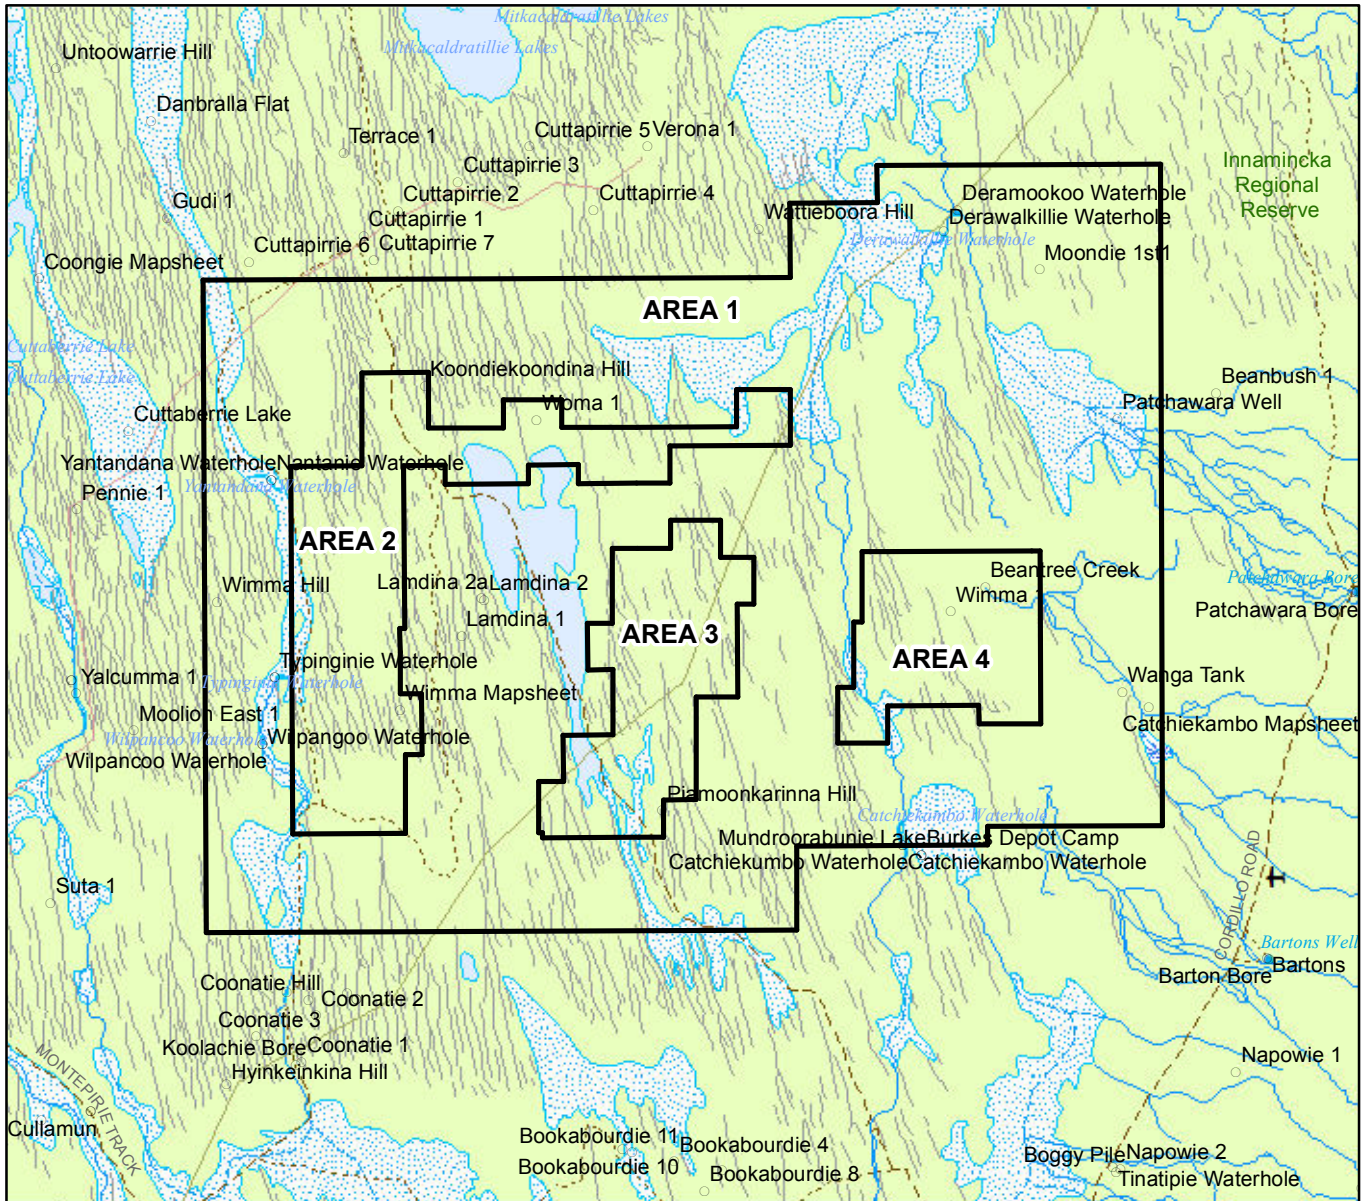 Mitkacaldratillie Lakes
Mitkacaldratillie Lakes
Untoowarrie Hill
Danbralla Flat
Terrace 1
Cuttapirrie 5
Verona 1
Cuttapirrie 3
Cuttapirrie 2
Cuttapirrie 4
Gudi 1
Cuttapirrie 1
Cuttapirrie 6
Cuttapirrie 7
Coongie Mapsheet
Innamincka
Regional
Reserve
Deramookoo Waterhole
Wattieboora Hill
Derawalkillie Waterhole
Derawalkillie Waterhole
Moondie 1st1
AREA 1
Cuttaberrie Lake
Cuttaberrie Lake
Koondiekoondina Hill
Beanbush 1
Woma 1
Patchawara Well
Cuttaberrie Lake
Yantandana Waterhole
Nantanie Waterhole
Yantandana Waterhole
Pennie 1
AREA 2
Wimma Hill
Lamdina 2a
Lamdina 2
Lamdina 1
AREA 3
Beantree Creek
Wimma 1
Patchawara Bore
Patchawara Bore
AREA 4
Typinginie Waterhole
Yalcumma 1
Typinginie Waterhole
Wimma Mapsheet
Wanga Tank
Moolion East 1
Catchiekambo Mapsheet
Wilpancoo Waterhole
Wilpangoo Waterhole
Wilpancoo Waterhole
Piamoonkarinna Hill
Catchiekambo Waterhole
Mundroorabunie Lake
Burkes Depot Camp
Catchiekumbo Waterhole
Catchiekambo Waterhole
Suta 1
CORDILLO ROAD
Bartons Well
Bartons
Barton Bore
Coonatie Hill
Coonatie 2
Coonatie 3
Koolachie Bore
Coonatie 1
Hyinkeinkina Hill
Napowie 1
MONTEPIRIE TRACK
Cullamun
Bookabourdie 11
Bookabourdie 4
Bookabourdie 10
Bookabourdie 8
Boggy Pile
Napowie 2
Tinatipie Waterhole